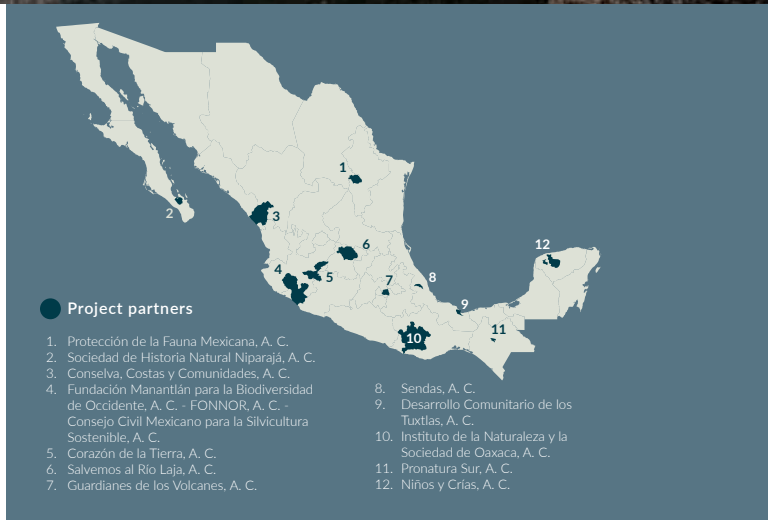 1
2
3
4
5
6
7
8
9
10
11
12
Project partners
1. Protección de la Fauna Mexicana, A. C.
2. Sociedad de Historia Natural Niparajá, A. C.
3. Conselva, Costas y Comunidades, A. C.
4. Fundación Manantlán para la Biodiversidad
de Occidente, A. C. - FONNOR, A. C. -
Consejo Civil Mexicano para la Silvicultura
Sostenible, A. C.
5. Corazón de la Tierra, A. C.
6. Salvemos al Río Laja, A. C.
7. Guardianes de los Volcanes, A. C.
8. Sendas, A. C.
9. Desarrollo Comunitario de los
Tuxtlas, A. C.
10. Instituto de la Naturaleza y la
Sociedad de Oaxaca, A. C.
11. Pronatura Sur, A. C.
12. Niños y Crías, A. C.